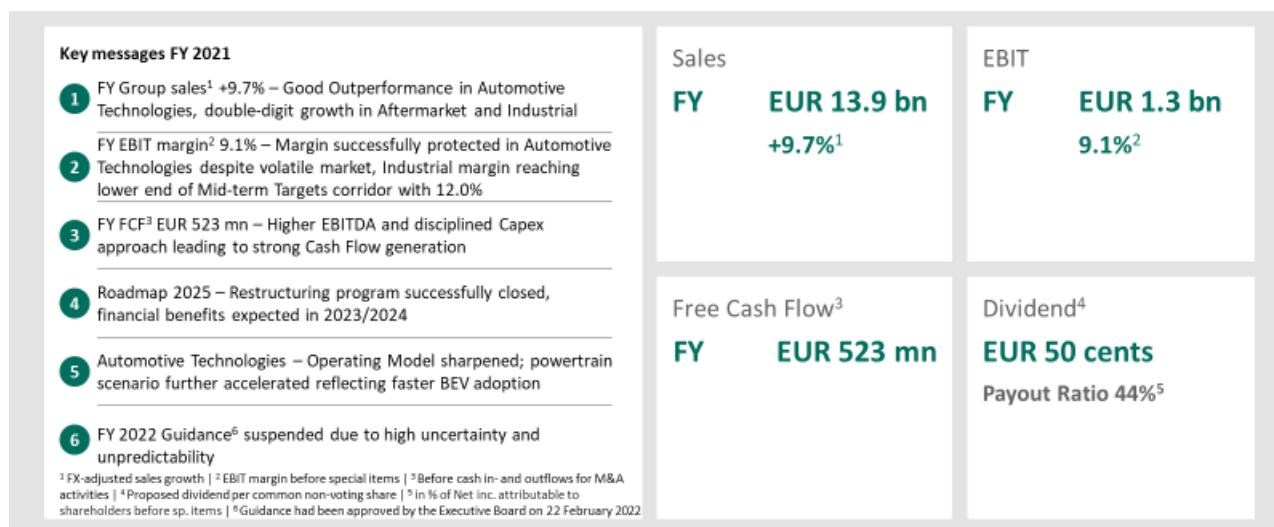 Key messages FY 2021
1
FY Group sales¹ +9.7% – Good Outperformance in Automotive
Technologies, double-digit growth in Aftermarket and Industrial
2
FY EBIT margin² 9.1% – Margin successfully protected in Automotive
Technologies despite volatile market, Industrial margin reaching
lower end of Mid-term Targets corridor with 12.0%
3
FY FCF³ EUR 523 mn – Higher EBITDA and disciplined Capex
approach leading to strong Cash Flow generation
4
Roadmap 2025 – Restructuring program successfully closed,
financial benefits expected in 2023/2024
5
Automotive Technologies – Operating Model sharpened; powertrain
scenario further accelerated reflecting faster BEV adoption
6
FY 2022 Guidance⁶ suspended due to high uncertainty and
unpredictability
¹ FX-adjusted sales growth | ² EBIT margin before special items | ³ Before cash in- and outflows for M&A
activities | ⁴ Proposed dividend per common non-voting share | ⁵ in % of Net inc. attributable to
shareholders before sp. items | ⁶ Guidance had been approved by the Executive Board on 22 February 2022
Sales
FY EUR 13.9 bn
+9.7%¹
EBIT
FY EUR 1.3 bn
9.1%²
Free Cash Flow³
FY EUR 523 mn
Dividend⁴
EUR 50 cents
Payout Ratio 44%⁵